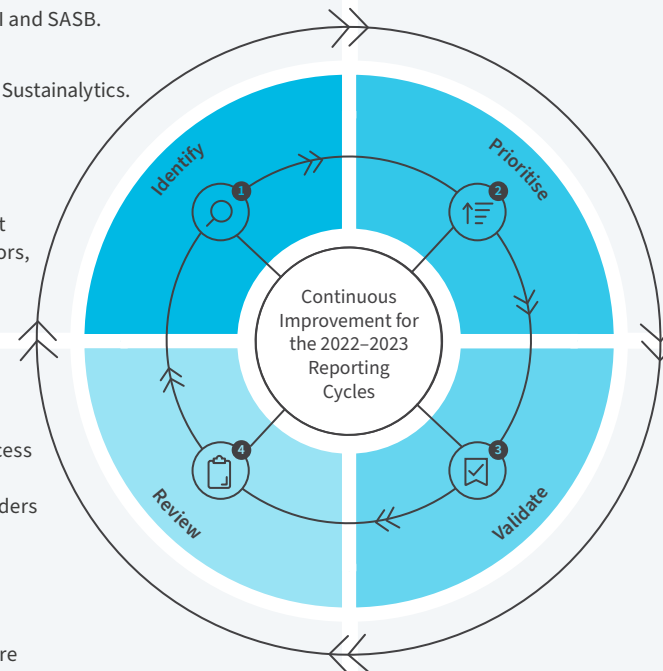 I and SASB.
Sustainalytics.
t
ors,
cess
ders
re
Identify
1
Prioritise
2
Continuous
Improvement for
the 2022–2023
Reporting
Cycles
4
Review
3
Validate